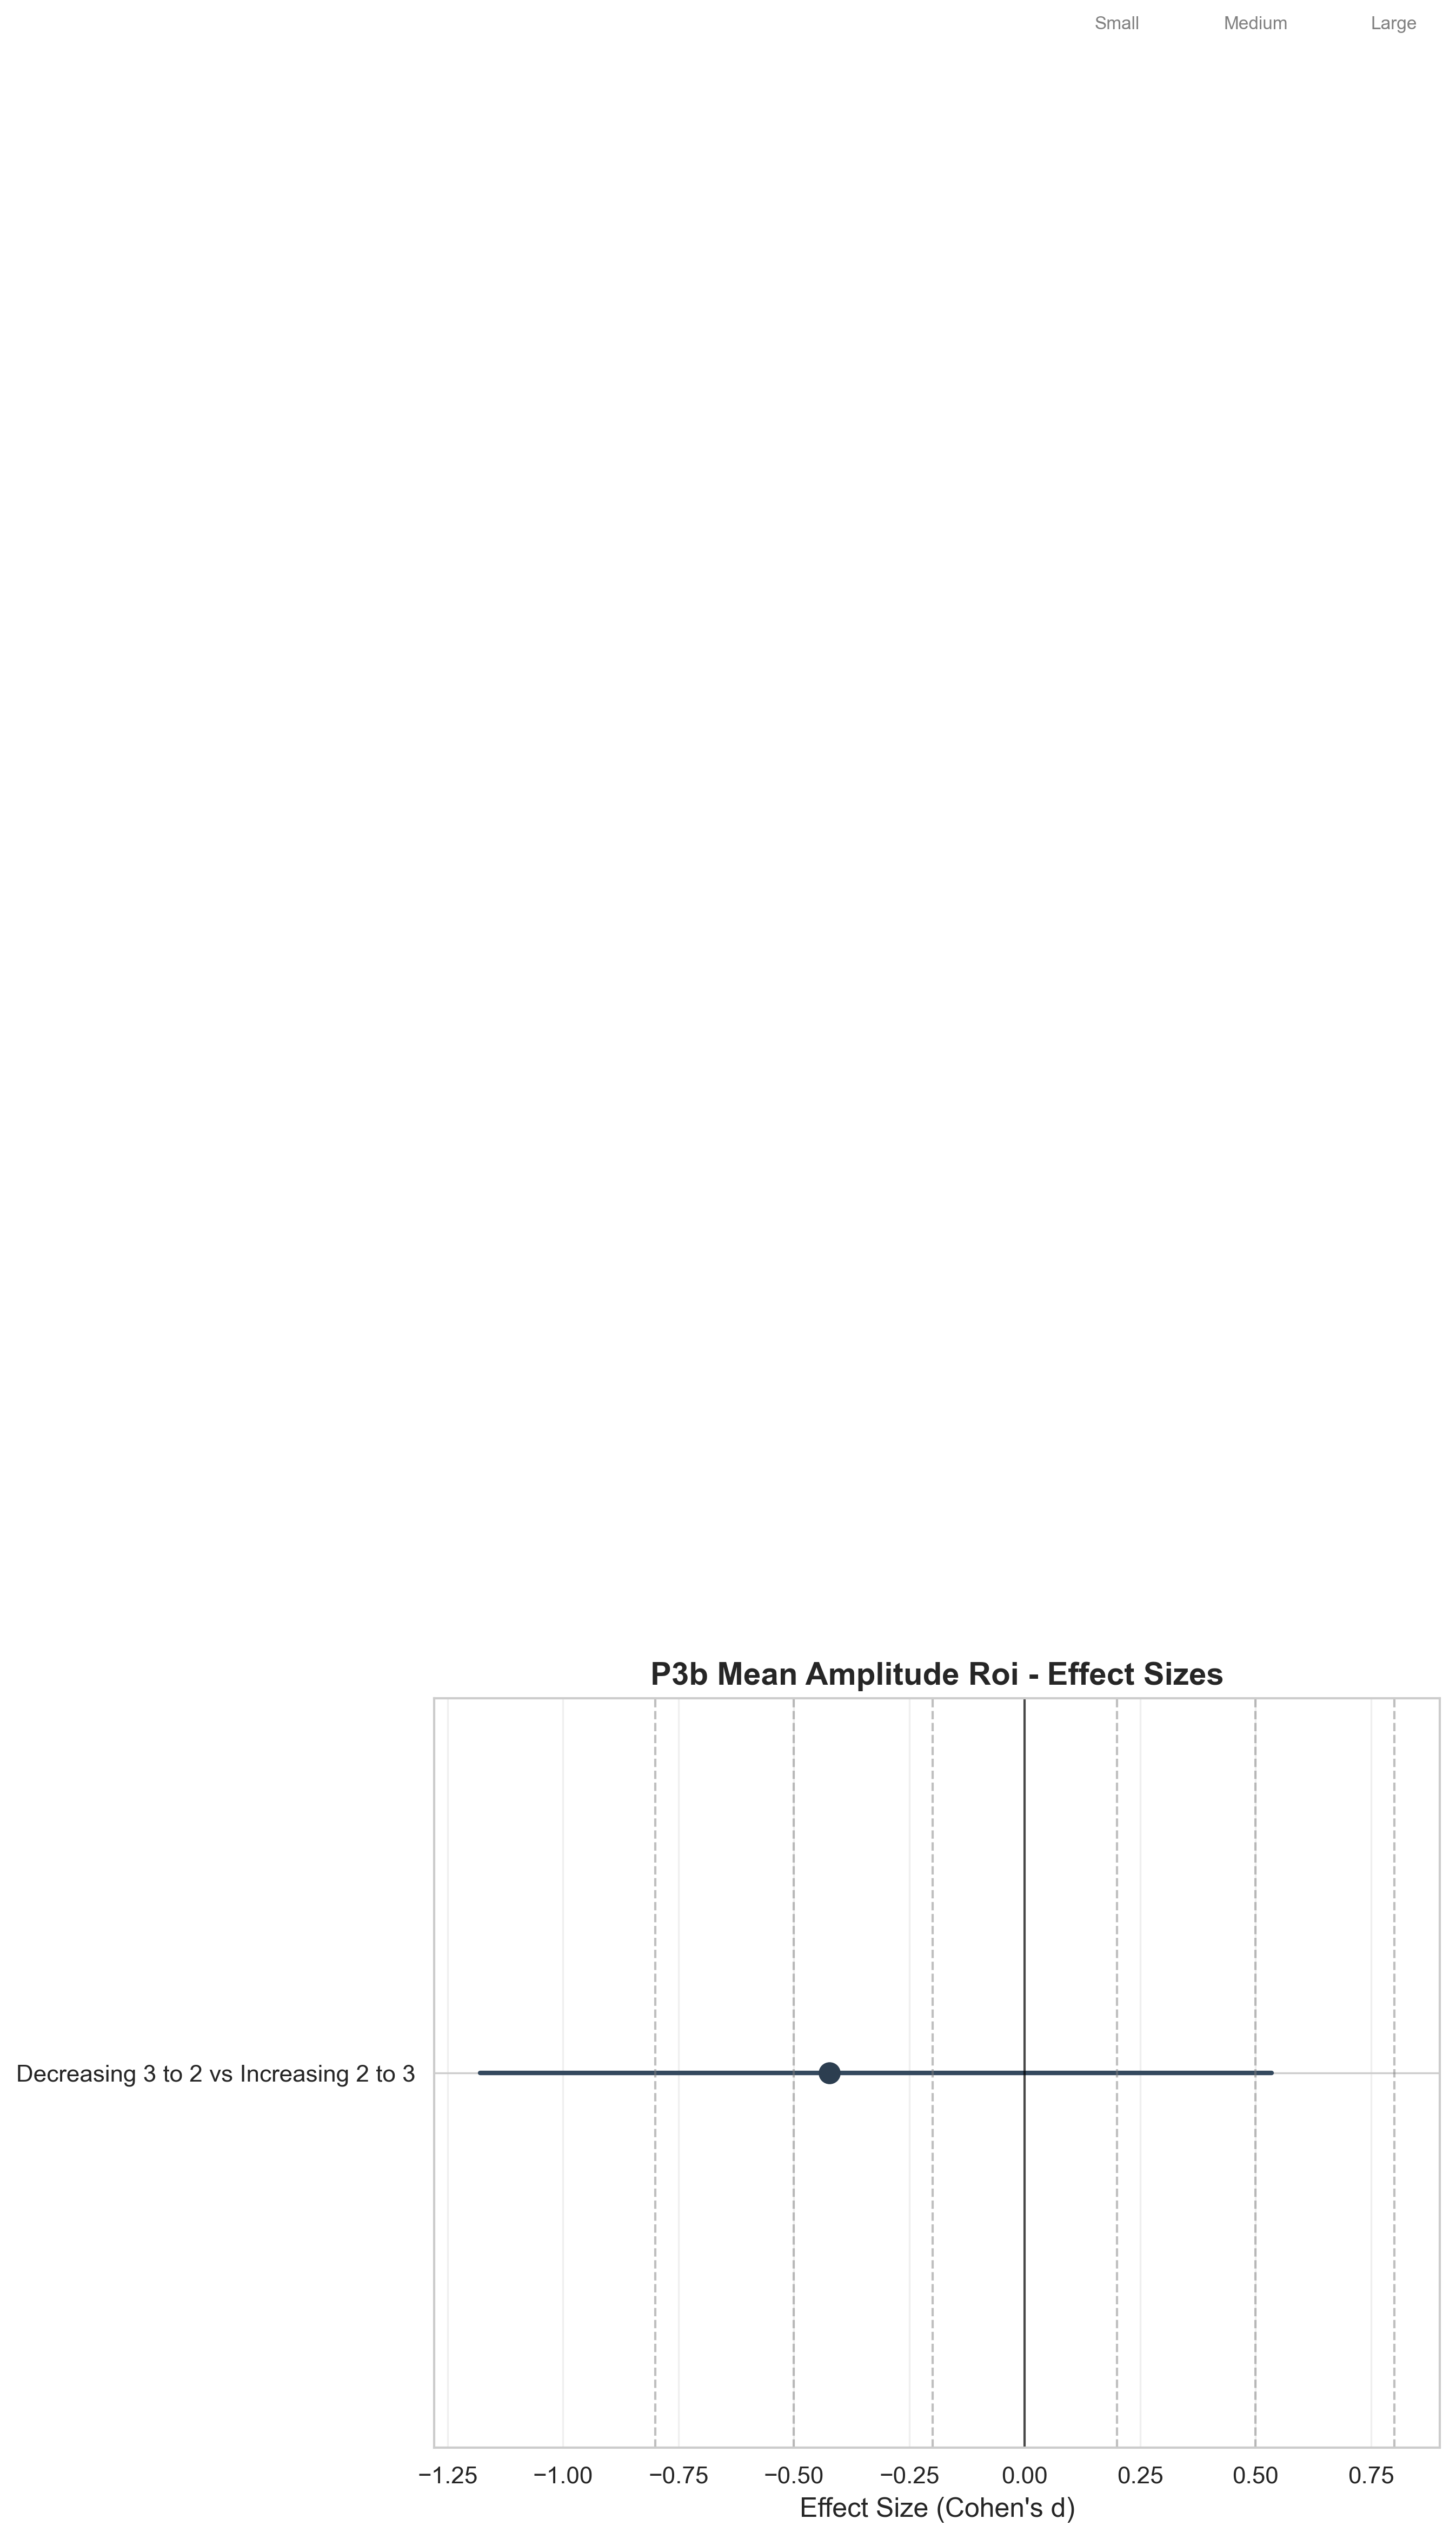 Small Medium Large
P3b Mean Amplitude Roi - Effect Sizes
Decreasing 3 to 2 vs Increasing 2 to 3
−1.25 −1.00 −0.75 −0.50 −0.25 0.00 0.25 0.50 0.75
Effect Size (Cohen's d)